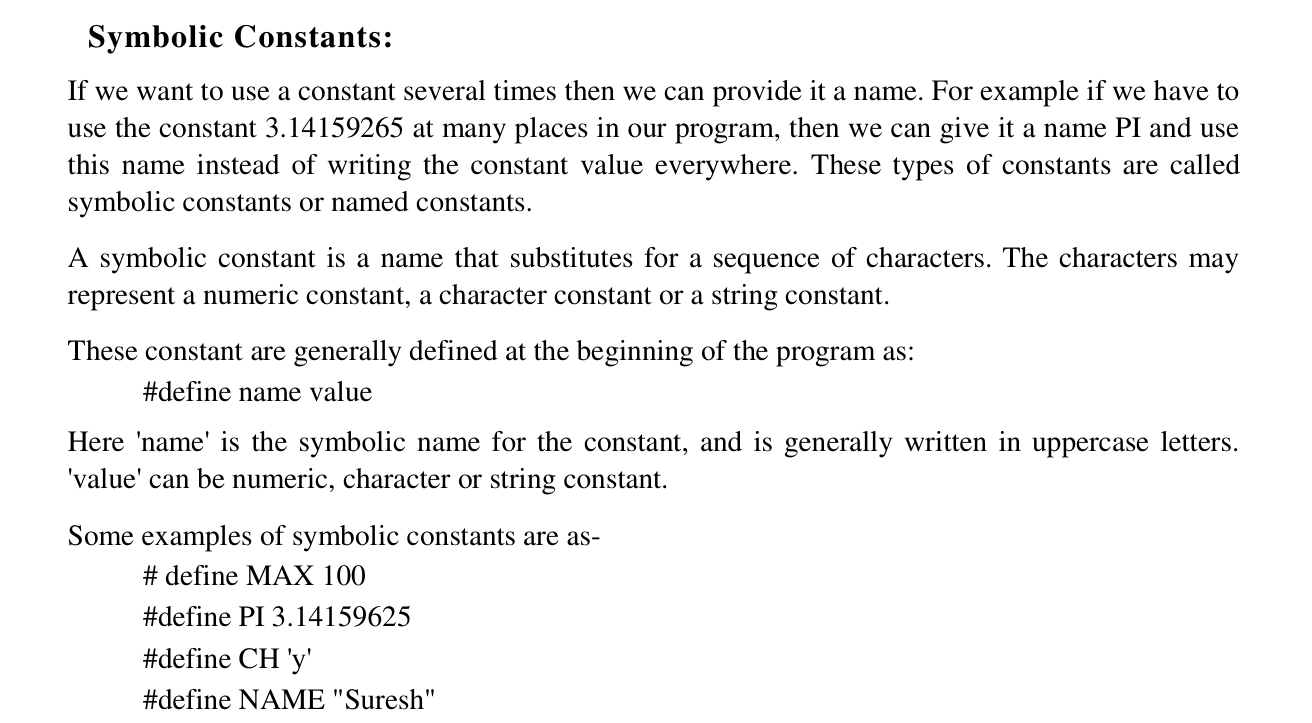 Symbolic Constants:
If we want to use a constant several times then we can provide it a name. For example if we have to
use the constant 3.14159265 at many places in our program, then we can give it a name PI and use
this name instead of writing the constant value everywhere. These types of constants are called
symbolic constants or named constants.
A symbolic constant is a name that substitutes for a sequence of characters. The characters may
represent a numeric constant, a character constant or a string constant.
These constant are generally defined at the beginning of the program as:
#define name value
Here 'name' is the symbolic name for the constant, and is generally written in uppercase letters.
'value' can be numeric, character or string constant.
Some examples of symbolic constants are as-
# define MAX 100
#define PI 3.14159625
#define CH 'y'
#define NAME "Suresh"